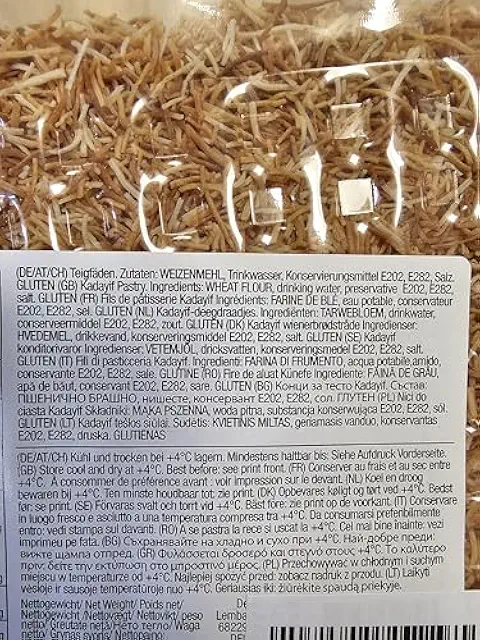 (DE/AT/CH) Teigfäden, Zutaten: WEIZENMEHL, Trinkwasser, Konservierungsmittel E202, E282, Salz.
GLUTEN (GB) Kadayif Pastry. Ingredients: WHEAT FLOUR, drinking water, preservative: E202, E282,
salt. GLUTEN (FR) Fils de pâtisserie Kadayif Ingrédients: FARINE DE BLÉ, eau potable, conservateur
E202, E282, sel. GLUTEN (NL) Kadayif-deegdraadjes. Ingrediënten: TARWEBLOEM, drinkwater,
conserveermiddel E202, E282, zout. GLUTEN (DK) Kadayif wienerbrødstråde Ingredienser:
HVEDEMEL, drikkevand, konserveringsmiddel E202, E282, salt. GLUTEN (SE) Kadayif
konditorivaror Ingredienser: VETEMJÖL, dricksvatten, konserveringsmedel E202, E282, salt.
GLUTEN (IT) Fili di pasticceria Kadayif. Ingredienti: FARINA DI FRUMENTO, acqua potabile,amido,
conservante E202, E282, sale. GLUTINE (RO) Fire de aluat Künefe Ingrediente: FĂINĂ DE GRÂU,
apă de băut, conservant E202, E282, sare. GLUTEN (BG) Конци за тесто Kadayif. Състав:
ПШЕНИЧНО БРАШНО, нишесте, консервант E202, E282, сол. ГЛУТЕН (PL) Nici do
ciasta Kadayif Składniki: MĄKA PSZENNA, woda pitna, substancja konserwująca E202, E282, sól.
GLUTEN (LT) Kadayif teškos siūlai. Sudėtis: KVIETINIS MILTAS, geriamasis vanduo, konservantas
E202, E282, druska. GLUTIENAS
(DE/AT/CH) Kühl und trocken bei +4°C lagern. Mindestens haltbar bis: Siehe Aufdruck Vorderseite.
(GB) Store cool and dry at +4°C. Best before: see print front. (FR) Conserver au frais et au sec entre
+4°C. À consommer de préférence avant : voir impression sur le devant. (NL) Koel en droog
bewaren bij +4°C. Ten minste houdbaar tot: zie print. (DK) Opbevares køligt og tørt ved +4°C. Bedst
før: se print. (SE) Förvaras svalt och torrt vid +4°C. Bäst före: zie print op de voorkant. (IT) Conservare
in luogo fresco e asciutto a una temperatura compresa tra +4°C. Da consumarsi preferibilmente
entro: vedi stampa sul davanti. (RO) A se pastra la rece si uscat la +4°C. Cel mai bine înainte: vezi
imprimeu pe fata. (BG) Съхранявайте на хладно и сухо при +4°C. Най-добре преди:
вижте щампа отпред. (GR) Φυλάσσεται δροσερό και στεγνό στους +4°C. Το καλύτερο
πριν: δείτε την εκτύπωση στο μπροστινό μέρος. (PL) Przechowywać w chłodnym i suchym
miejscu w temperaturze od +4°C. Najlepiej spożyć przed: zobacz nadruk z przodu. (LT) Laikyti
vėsioje ir sausoje temperatūroje nuo +4°C. Geriausias iki: žiūrėkite spaudą priekyje.
Nettogewicht/ Net Weight/ Poids net/
Nettogewicht /Nettovægt/ Nettovikt/ peso
netto/ Greutate netă/Нето тегло/ Waga
netto/ Grynas svoris/ Nettopaino:
De
Lemba
68229